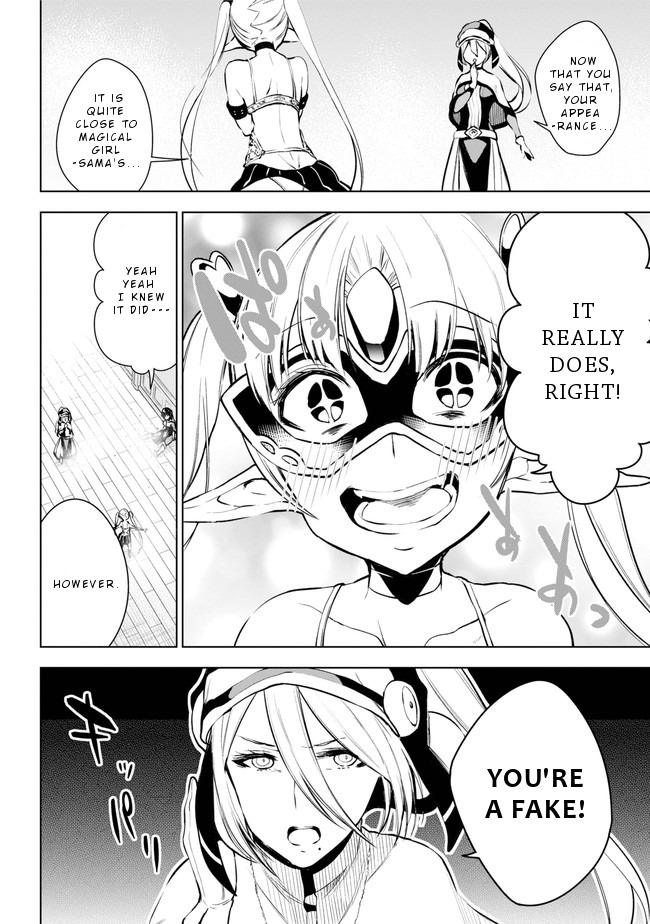 NOW
THAT YOU
SAY THAT,
YOUR
APPEA
-RANCE...
IT IS
QUITE
CLOSE TO
MAGICAL
GIRL
-SAMA'S...
IT
REALLY
DOES,
RIGHT!
YEAH
YEAH
I KNEW
IT DID---
HOWEVER.
YOU'RE
A FAKE!